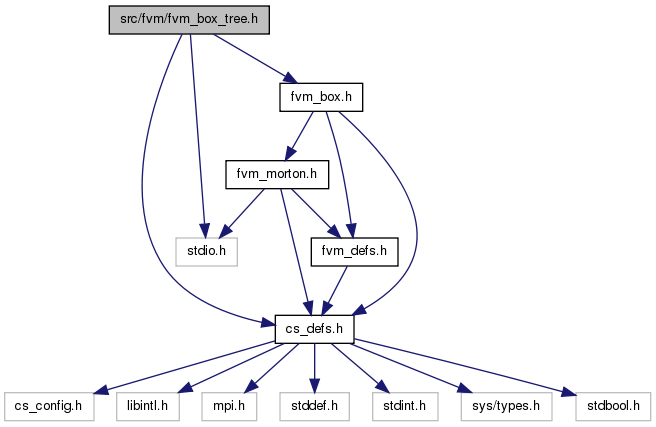 src/fvm/fvm_box_tree.h
fvm_box.h
fvm_morton.h
stdio.h
fvm_defs.h
cs_defs.h
cs_config.h
libintl.h
mpi.h
stddef.h
stdint.h
sys/types.h
stdbool.h